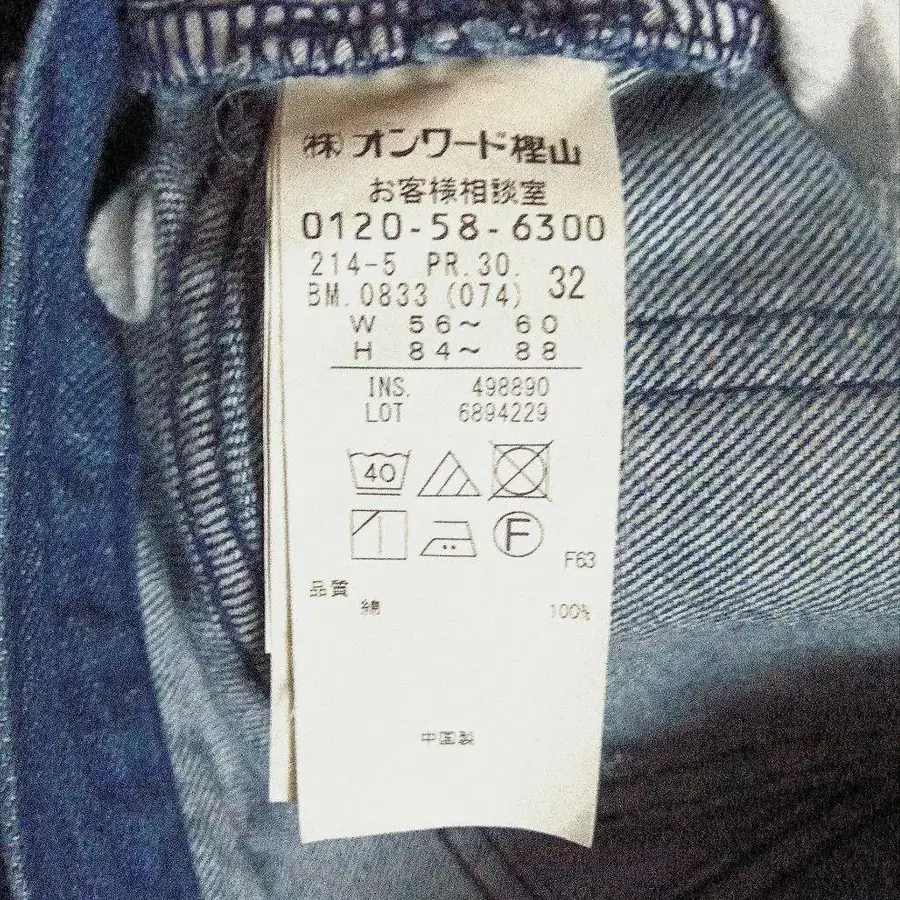 (株)オンワード樫山
お客様相談室
0120-58-6300
214-5 PR.30. 32
BM.0833(074)
W 56～ 60
H 84～ 88
INS. 498890
LOT 6894229
40
F
F63
品質
綿 100%
中国製